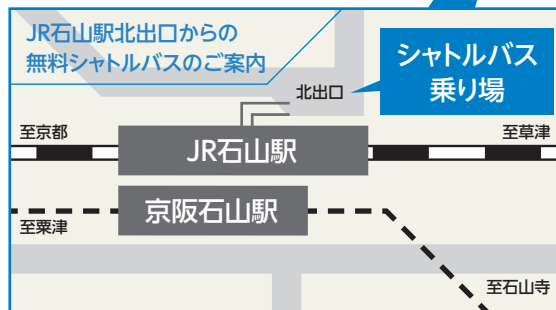 JR石山駅北出口からの
無料シャトルバスのご案内
シャトルバス
乗り場
北出口
至京都
至草津
JR石山駅
京阪石山駅
至粟津
至石山寺